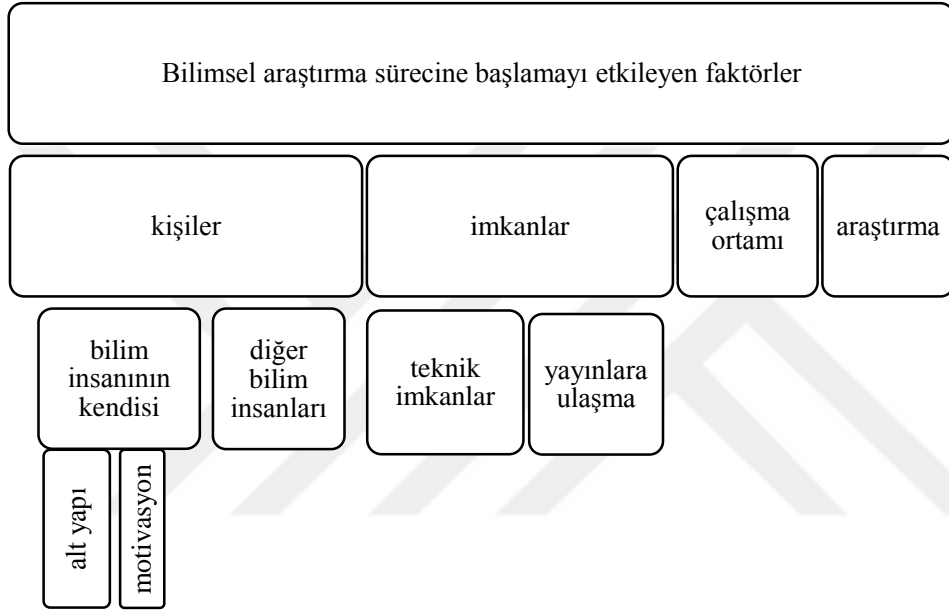 Bilimsel araştırma sürecine başlamayı etkileyen faktörler
kişiler
imkanlar
çalışma
ortamı
araştırma
bilim
insanının
kendisi
diğer
bilim
insanları
teknik
imkanlar
yayınlara
ulaşma
alt yapı
motivasyon